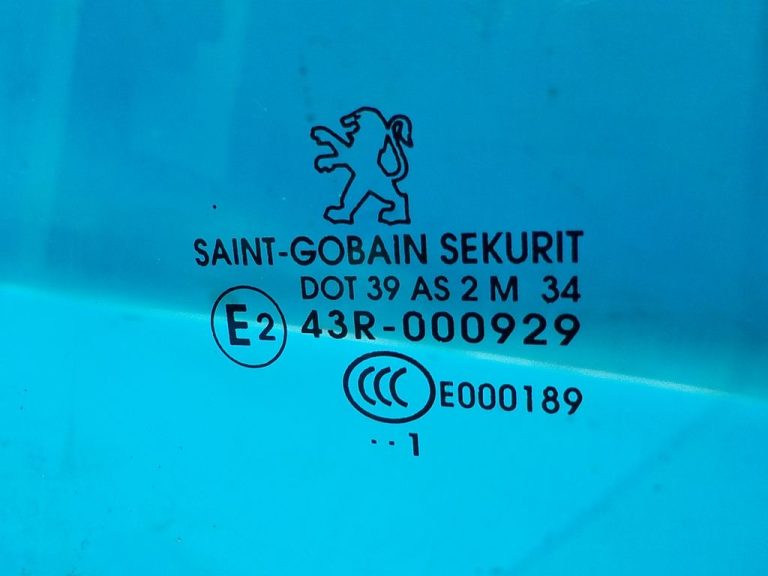 SAINT-GOBAIN SEKURIT
DOT 39 AS 2 M 34
E2 43R-000929
CCC E000189
··1